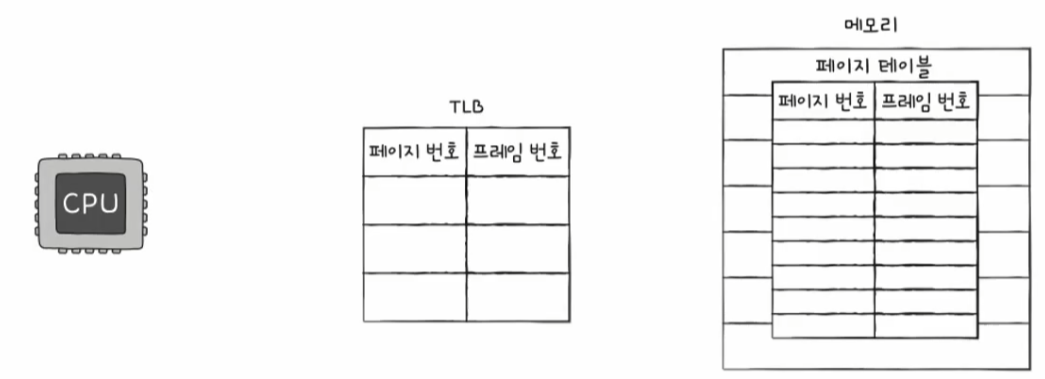 CPU
TLB
페이지 번호 프레임 번호
메모리
페이지 테이블
페이지 번호 프레임 번호